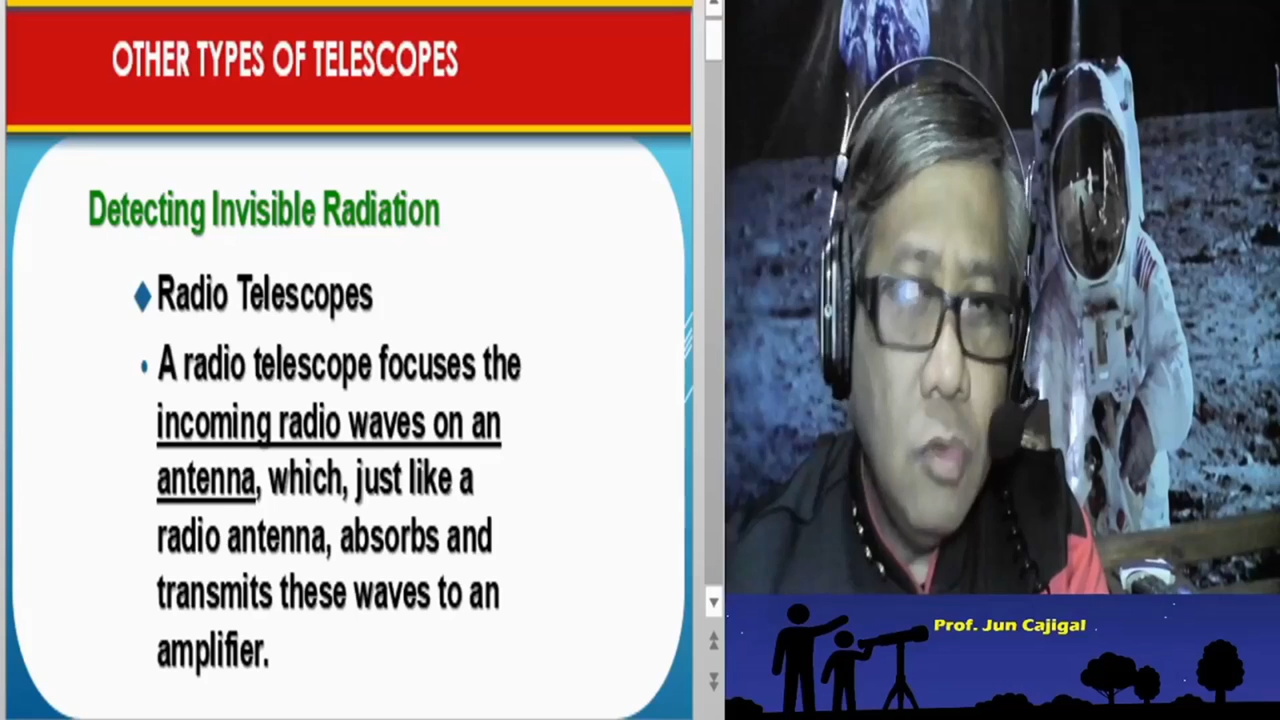 OTHER TYPES OF TELESCOPES
Detecting Invisible Radiation
Radio Telescopes
A radio telescope focuses the
incoming radio waves on an
antenna, which, just like a
radio antenna, absorbs and
transmits these waves to an
amplifier.
Prof. Jun Cajigal